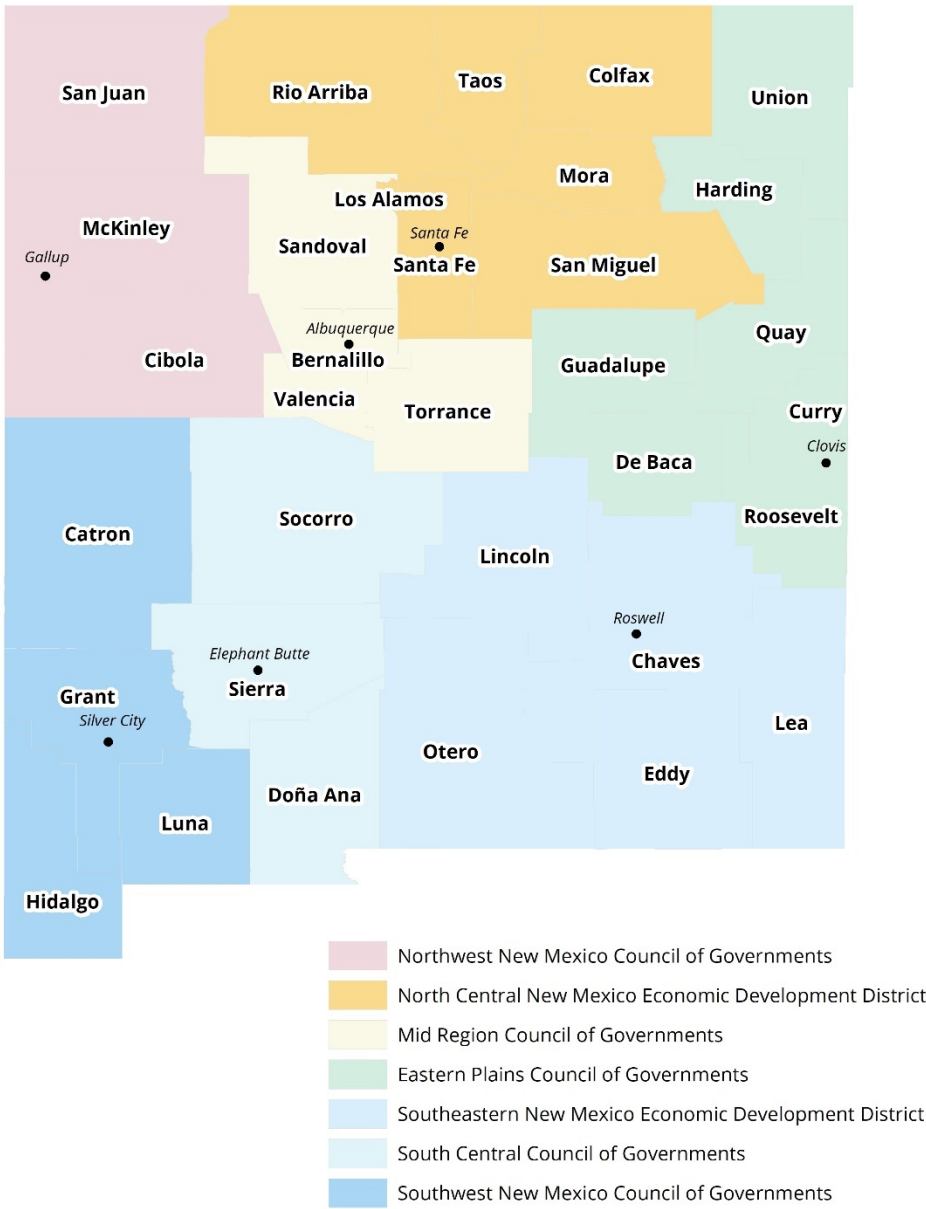 Colfax
Taos
San Juan
Rio Arriba
Union
Mora
Harding
Los Alamos
McKinley
Santa Fe
Sandoval
Gallup
Santa Fe
San Miguel
Albuquerque
Quay
Cibola
Bernalillo
Guadalupe
Valencia
Torrance
Curry
Clovis
De Baca
Roosevelt
Socorro
Catron
Lincoln
Roswell
Elephant Butte
Chaves
Sierra
Grant
Silver City
Lea
Otero
Eddy
Doña Ana
Luna
Hidalgo
Northwest New Mexico Council of Governments
North Central New Mexico Economic Development District
Mid Region Council of Governments
Eastern Plains Council of Governments
Southeastern New Mexico Economic Development District
South Central Council of Governments
Southwest New Mexico Council of Governments